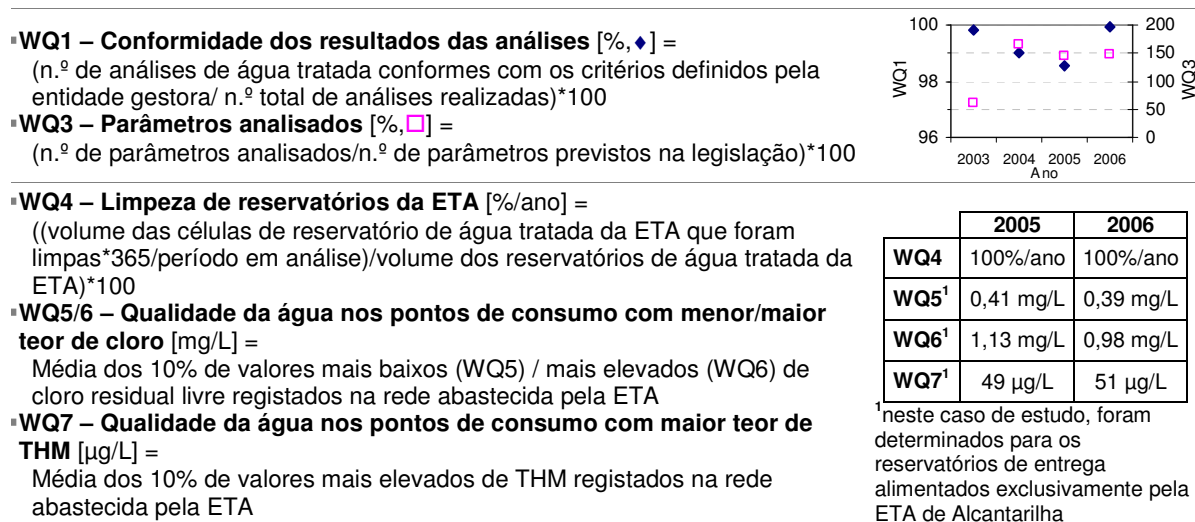 WQ1 – Conformidade dos resultados das análises [%,♦] =
(n.º de análises de água tratada conformes com os critérios definidos pela
entidade gestora/ n.º total de análises realizadas)*100
WQ3 – Parâmetros analisados [%,□] =
(n.º de parâmetros analisados/n.º de parâmetros previstos na legislação)*100
100
98
96
WQ1
200
150
100
50
0
WQ3
2003 2004 2005 2006
Ano
WQ4 – Limpeza de reservatórios da ETA [%/ano] =
((volume das células de reservatório de água tratada da ETA que foram
limpas*365/período em análise)/volume dos reservatórios de água tratada da
ETA)*100
WQ5/6 – Qualidade da água nos pontos de consumo com menor/maior
teor de cloro [mg/L] =
Média dos 10% de valores mais baixos (WQ5) / mais elevados (WQ6) de
cloro residual livre registados na rede abastecida pela ETA
WQ7 – Qualidade da água nos pontos de consumo com maior teor de
THM [µg/L] =
Média dos 10% de valores mais elevados de THM registados na rede
abastecida pela ETA
2005 2006
WQ4 100%/ano 100%/ano
WQ5¹ 0,41 mg/L 0,39 mg/L
WQ6¹ 1,13 mg/L 0,98 mg/L
WQ7¹ 49 µg/L 51 µg/L
¹neste caso de estudo, foram
determinados para os
reservatórios de entrega
alimentados exclusivamente pela
ETA de Alcantarilha